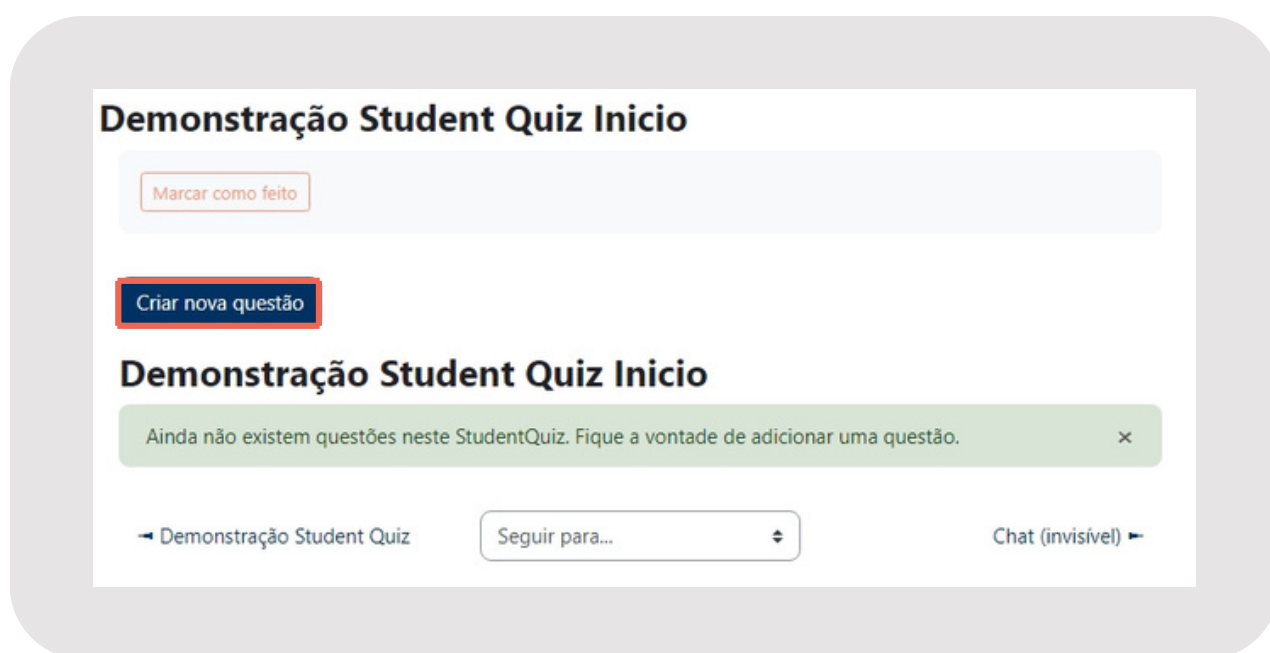 Demonstração Student Quiz Inicio
Marcar como feito
Criar nova questão
Demonstração Student Quiz Inicio
Ainda não existem questões neste StudentQuiz. Fique a vontade de adicionar uma questão. ×
Demonstração Student Quiz Seguir para... Chat (invisível)